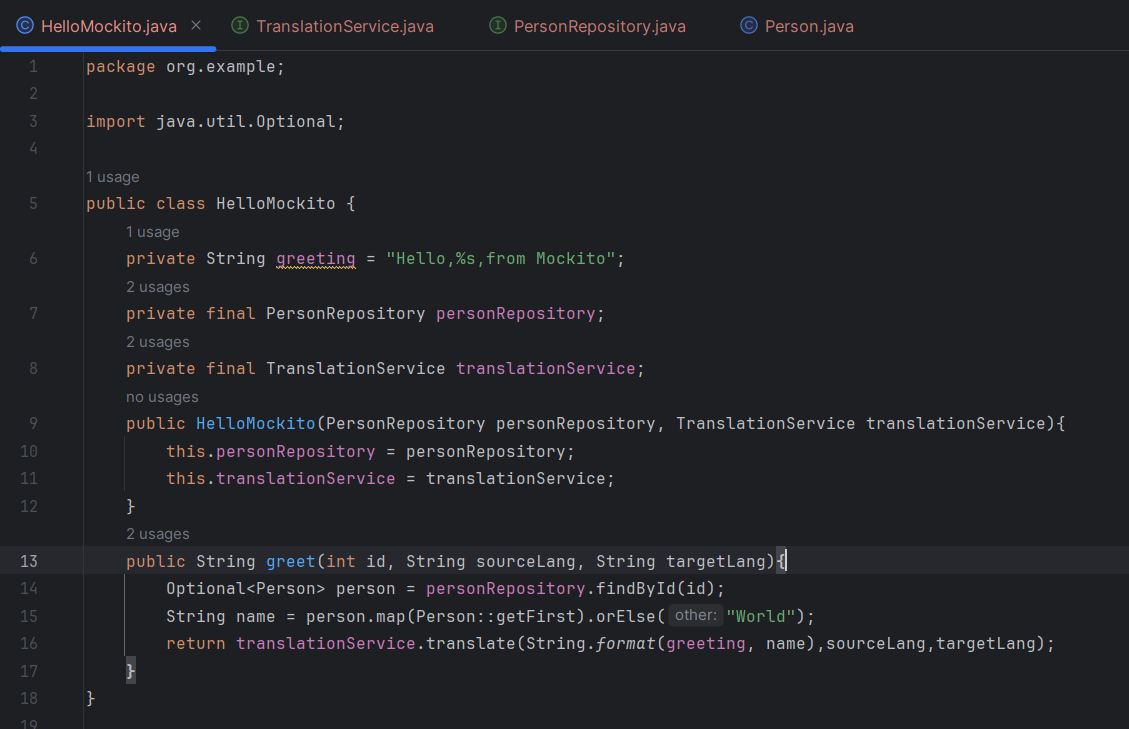 HelloMockito.java TranslationService.java PersonRepository.java Person.java
1 package org.example;
2
3 import java.util.Optional;
4
1 usage
5 public class HelloMockito {
1 usage
6 private String greeting = "Hello,%s,from Mockito";
2 usages
7 private final PersonRepository personRepository;
2 usages
8 private final TranslationService translationService;
no usages
9 public HelloMockito(PersonRepository personRepository, TranslationService translationService){
10 this.personRepository = personRepository;
11 this.translationService = translationService;
12 }
2 usages
13 public String greet(int id, String sourceLang, String targetLang){
14 Optional<Person> person = personRepository.findById(id);
15 String name = person.map(Person::getFirst).orElse( other: "World");
16 return translationService.translate(String.format(greeting, name),sourceLang,targetLang);
17 }
18 }
19